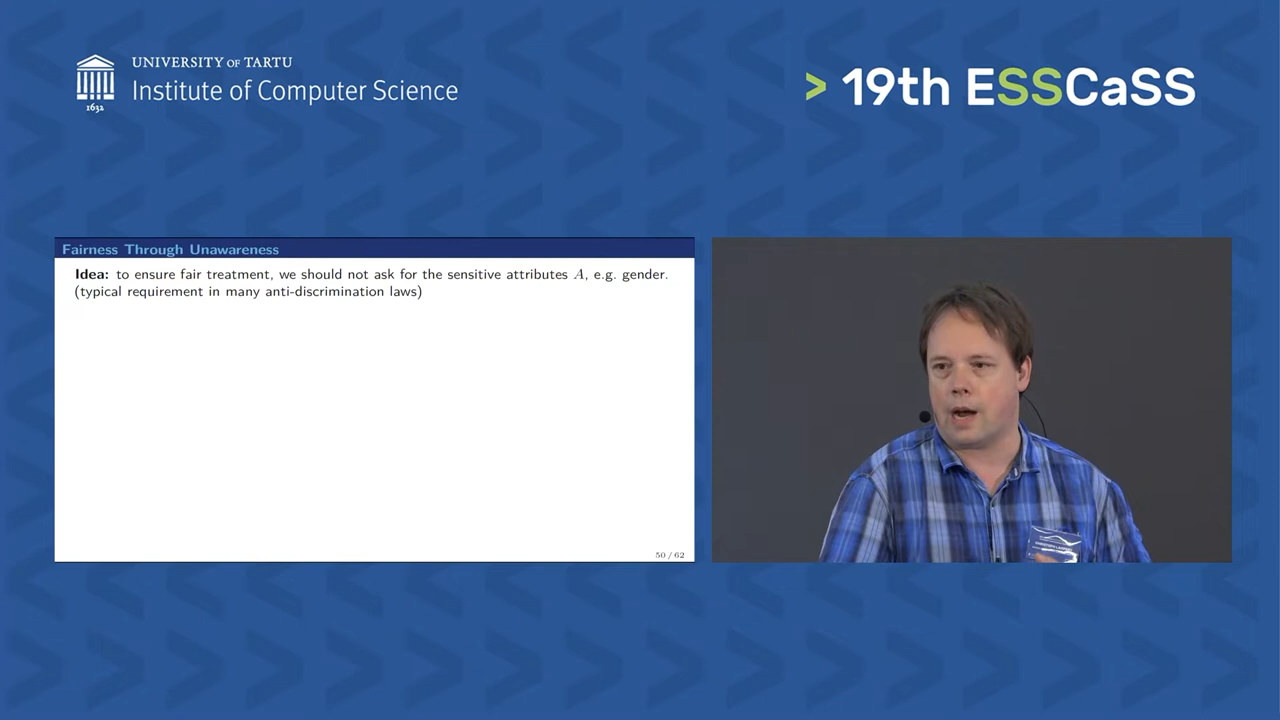 UNIVERSITY OF TARTU
Institute of Computer Science
1632
> 19th ESSCaSS
Fairness Through Unawareness
Idea: to ensure fair treatment, we should not ask for the sensitive attributes A, e.g. gender.
(typical requirement in many anti-discrimination laws)
50 / 62